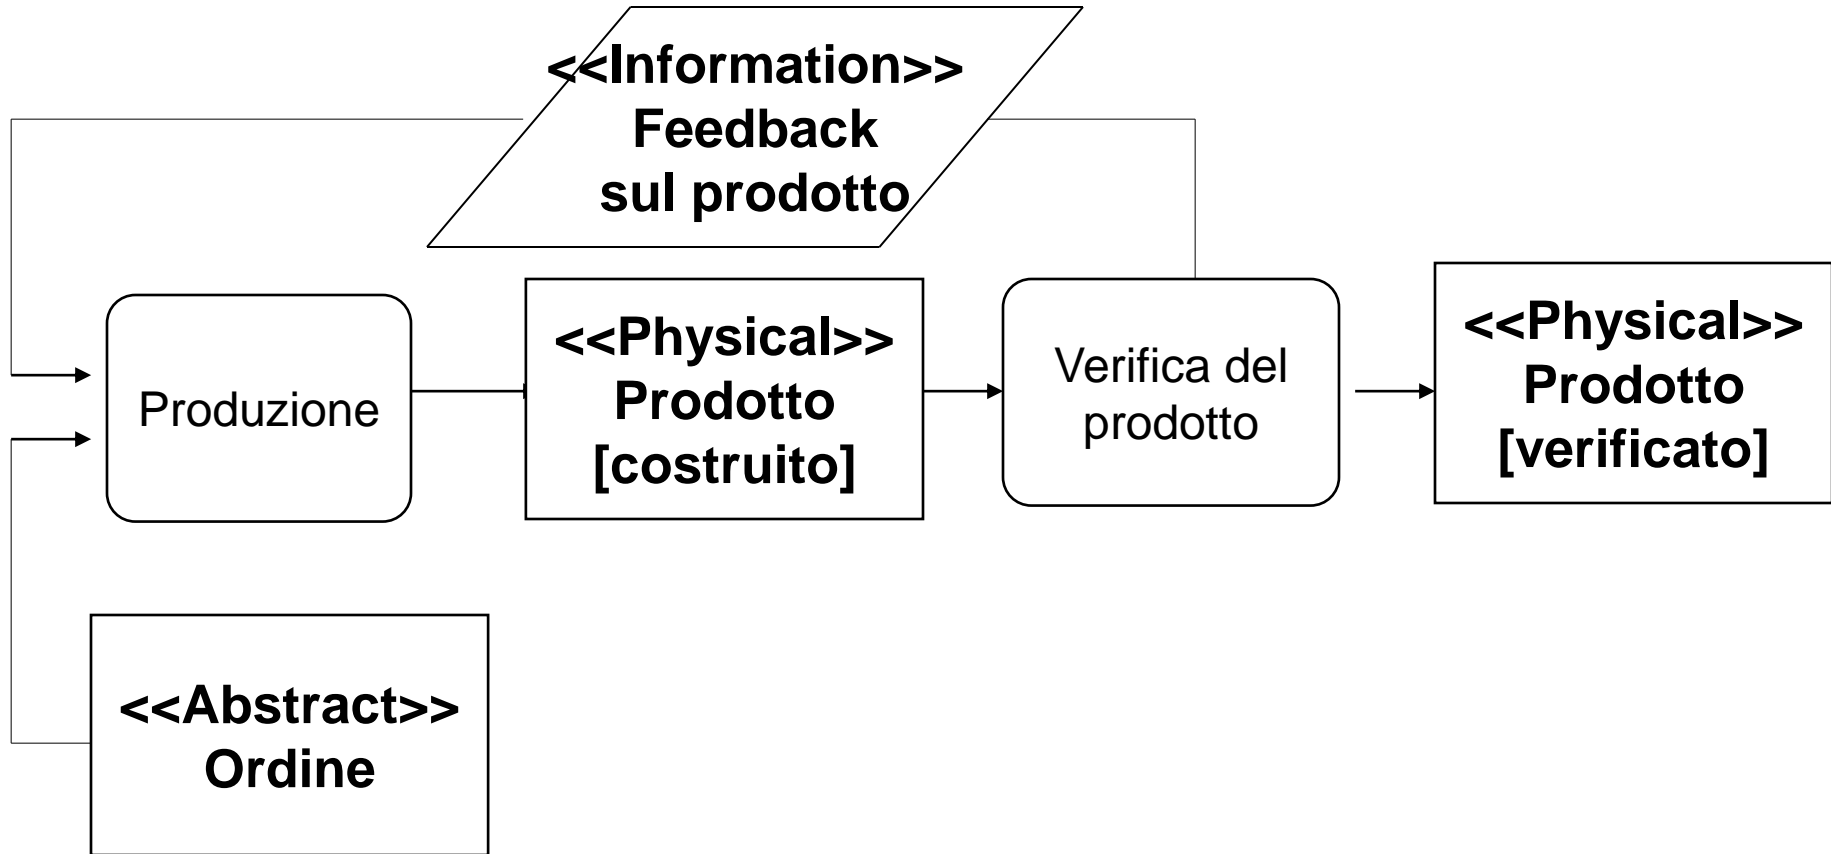 <<Information>>
Feedback
sul prodotto
Produzione
<<Physical>>
Prodotto
[costruito]
Verifica del
prodotto
<<Physical>>
Prodotto
[verificato]
<<Abstract>>
Ordine